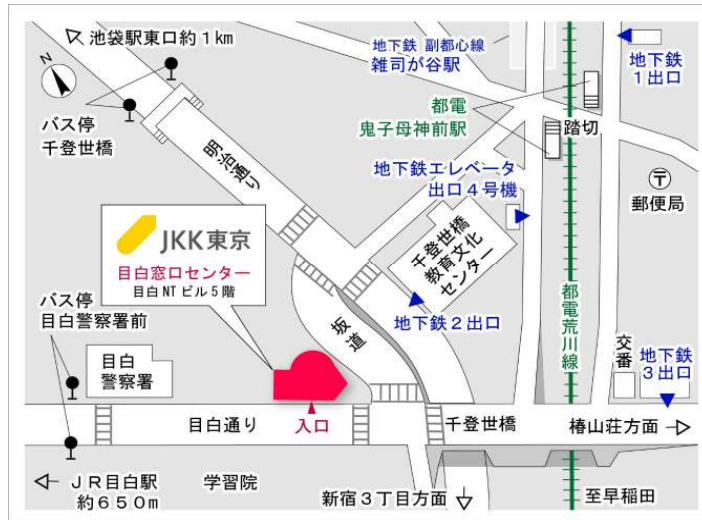 池袋駅東口約1km
N
バス停
千登世橋
明治通り
地下鉄 副都心線
雑司が谷駅
地下鉄
1出口
都電
鬼子母神前駅
踏切
地下鉄エレベータ
出口4号機
〒
郵便局
JKK東京
目白窓口センター
目白NTビル5階
千登世橋
教育文化
センター
バス停
目白警察署前
坂道
地下鉄2出口
都電荒川線
目白
警察署
交番
地下鉄
3出口
目白通り
入口
千登世橋
椿山荘方面
JR目白駅
約650m
学習院
新宿3丁目方面
至早稲田